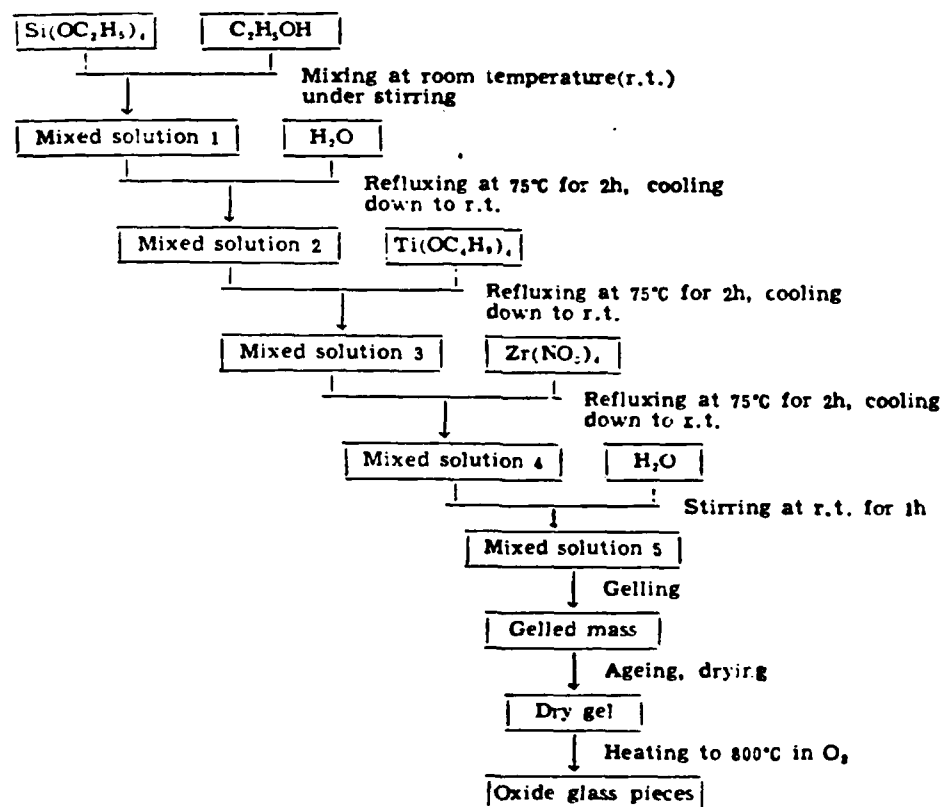 Si(OC₂H₅)₄ C₂H₅OH
Mixing at room temperature(r.t.)
under stirring
Mixed solution 1 H₂O
Refluxing at 75°C for 2h, cooling
down to r.t.
Mixed solution 2 Ti(OC₄H₉)₄
Refluxing at 75°C for 2h, cooling
down to r.t.
Mixed solution 3 Zr(NO₃)₄
Refluxing at 75°C for 2h, cooling
down to r.t.
Mixed solution 4 H₂O
Stirring at r.t. for 1h
Mixed solution 5
Gelling
Gelled mass
Ageing, drying
Dry gel
Heating to 800°C in O₂
Oxide glass pieces